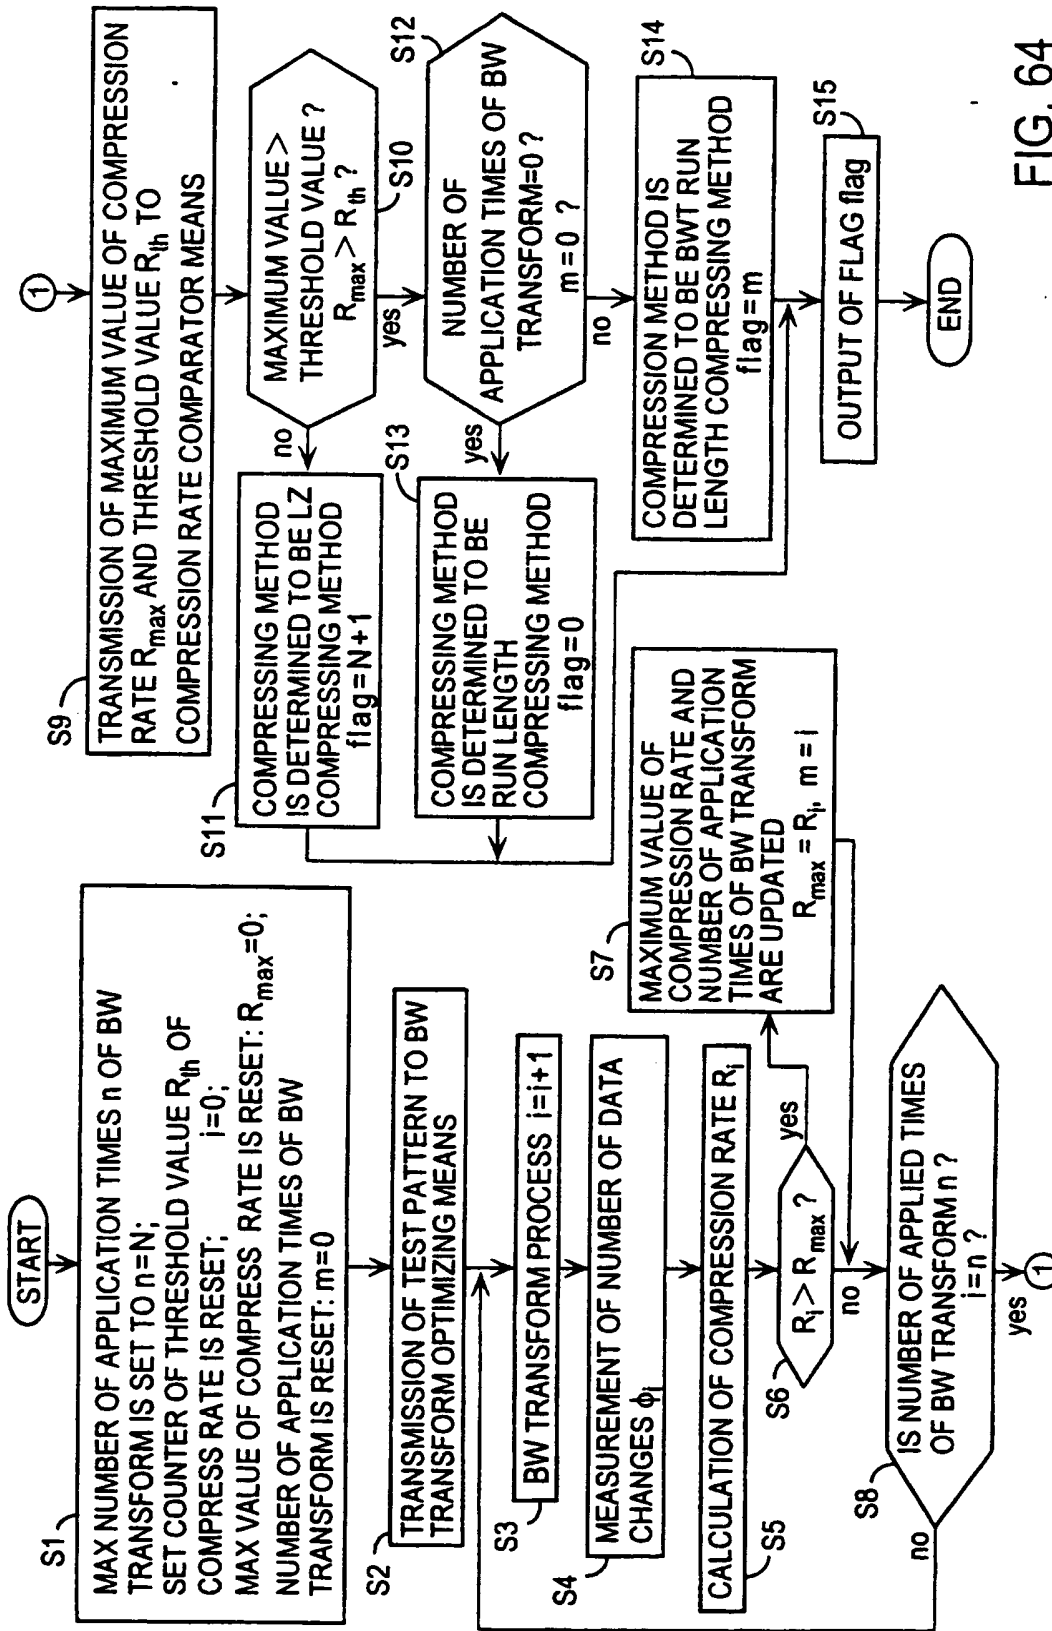 START
S1
MAX NUMBER OF APPLICATION TIMES n OF BW
TRANSFORM IS SET TO n=N;
SET COUNTER OF THRESHOLD VALUE Rth OF
COMPRESS RATE IS RESET; i=0;
MAX VALUE OF COMPRESS RATE IS RESET: Rmax=0;
NUMBER OF APPLICATION TIMES OF BW
TRANSFORM IS RESET: m=0
S2
TRANSMISSION OF TEST PATTERN TO BW
TRANSFORM OPTIMIZING MEANS
S3
BW TRANSFORM PROCESS i=i+1
S4
MEASUREMENT OF NUMBER OF DATA
CHANGES ϕi
S5
CALCULATION OF COMPRESSION RATE Ri
S6
Ri > Rmax ?
yes
no
S7
MAXIMUM VALUE OF
COMPRESSION RATE AND
NUMBER OF APPLICATION
TIMES OF BW TRANSFORM
ARE UPDATED
Rmax = Ri, m = i
S8
IS NUMBER OF APPLIED TIMES
OF BW TRANSFORM n ?
i=n ?
no
yes
1
1
S9
TRANSMISSION OF MAXIMUM VALUE OF COMPRESSION
RATE Rmax AND THRESHOLD VALUE Rth TO
COMPRESSION RATE COMPARATOR MEANS
MAXIMUM VALUE >
THRESHOLD VALUE ?
Rmax > Rth ?
S10
no
yes
S11
COMPRESSING METHOD
IS DETERMINED TO BE LZ
COMPRESSING METHOD
flag=N+1
S12
NUMBER OF
APPLICATION TIMES OF BW
TRANSFORM=0 ?
m=0 ?
yes
no
S13
COMPRESSING METHOD
IS DETERMINED TO BE
RUN LENGTH
COMPRESSING METHOD
flag=0
S14
COMPRESSION METHOD IS
DETERMINED TO BE BWT RUN
LENGTH COMPRESSING METHOD
flag=m
S15
OUTPUT OF FLAG flag
END
FIG. 64